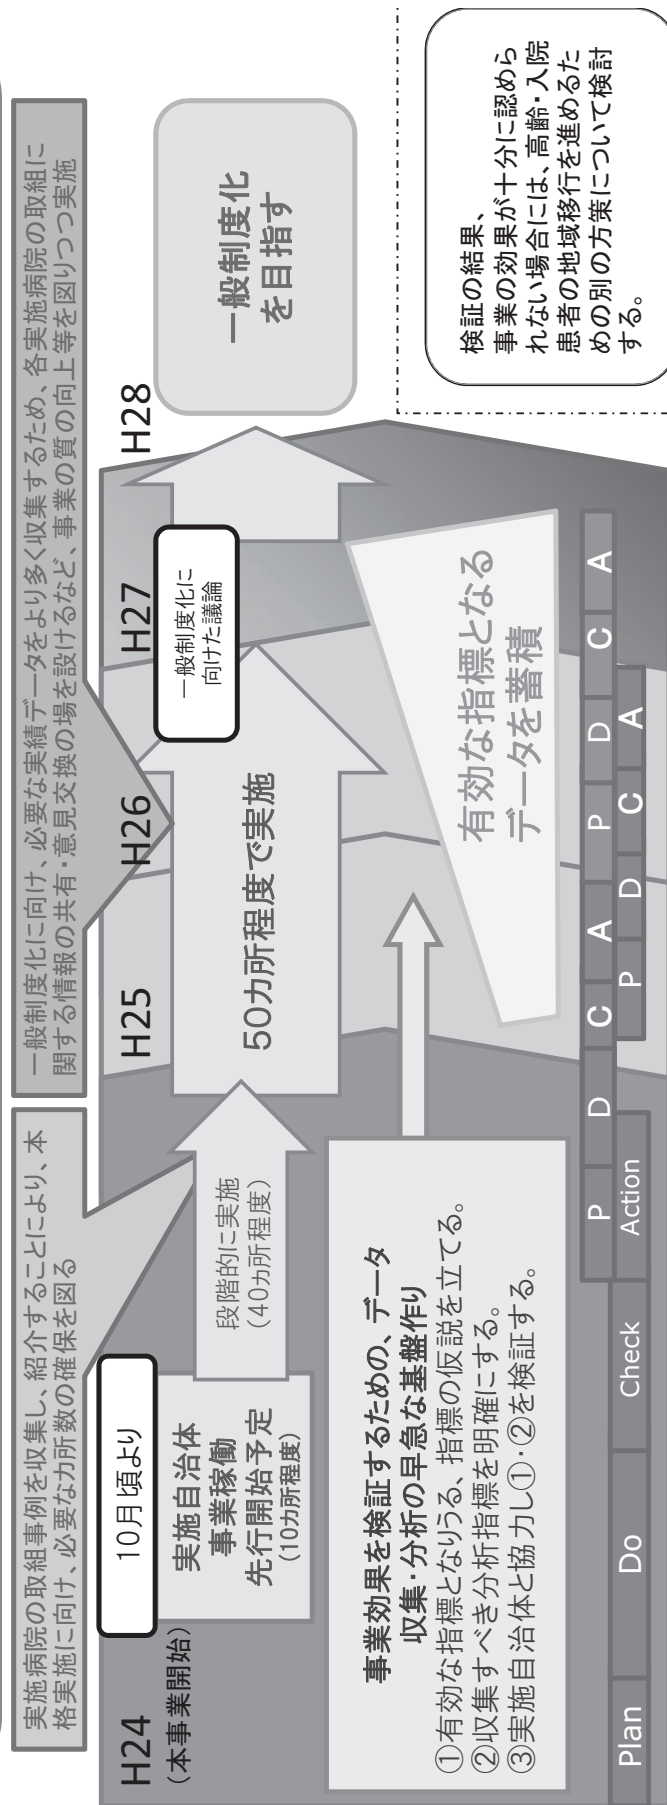 実施病院の取組事例を収集し、紹介することにより、本
格実施に向け、必要なカ所数の確保を図る
一般制度化に向け、必要な実績データをより多く収集するため、各実施病院の取組に
関する情報の共有・意見交換の場を設けるなど、事業の質の向上等を図りつつ実施
H24
(本事業開始)
H25
H26
H27
H28
10月頃より
実施自治体
事業稼働
先行開始予定
(10カ所程度)
段階的に実施
(40カ所程度)
50カ所程度で実施
一般制度化に
向けた議論
一般制度化
を目指す
事業効果を検証するための、データ
収集・分析の早急な基盤作り
①有効な指標となりうる、指標の仮説を立てる。
②収集すべき分析指標を明確にする。
③実施自治体と協力し①・②を検証する。
有効な指標となる
データを蓄積
検証の結果、
事業の効果が十分に認めら
れない場合には、高齢・入院
患者の地域移行を進めるた
めの別の方策について検討
する。
P D C A P D C A
Plan Do Check Action P D C A